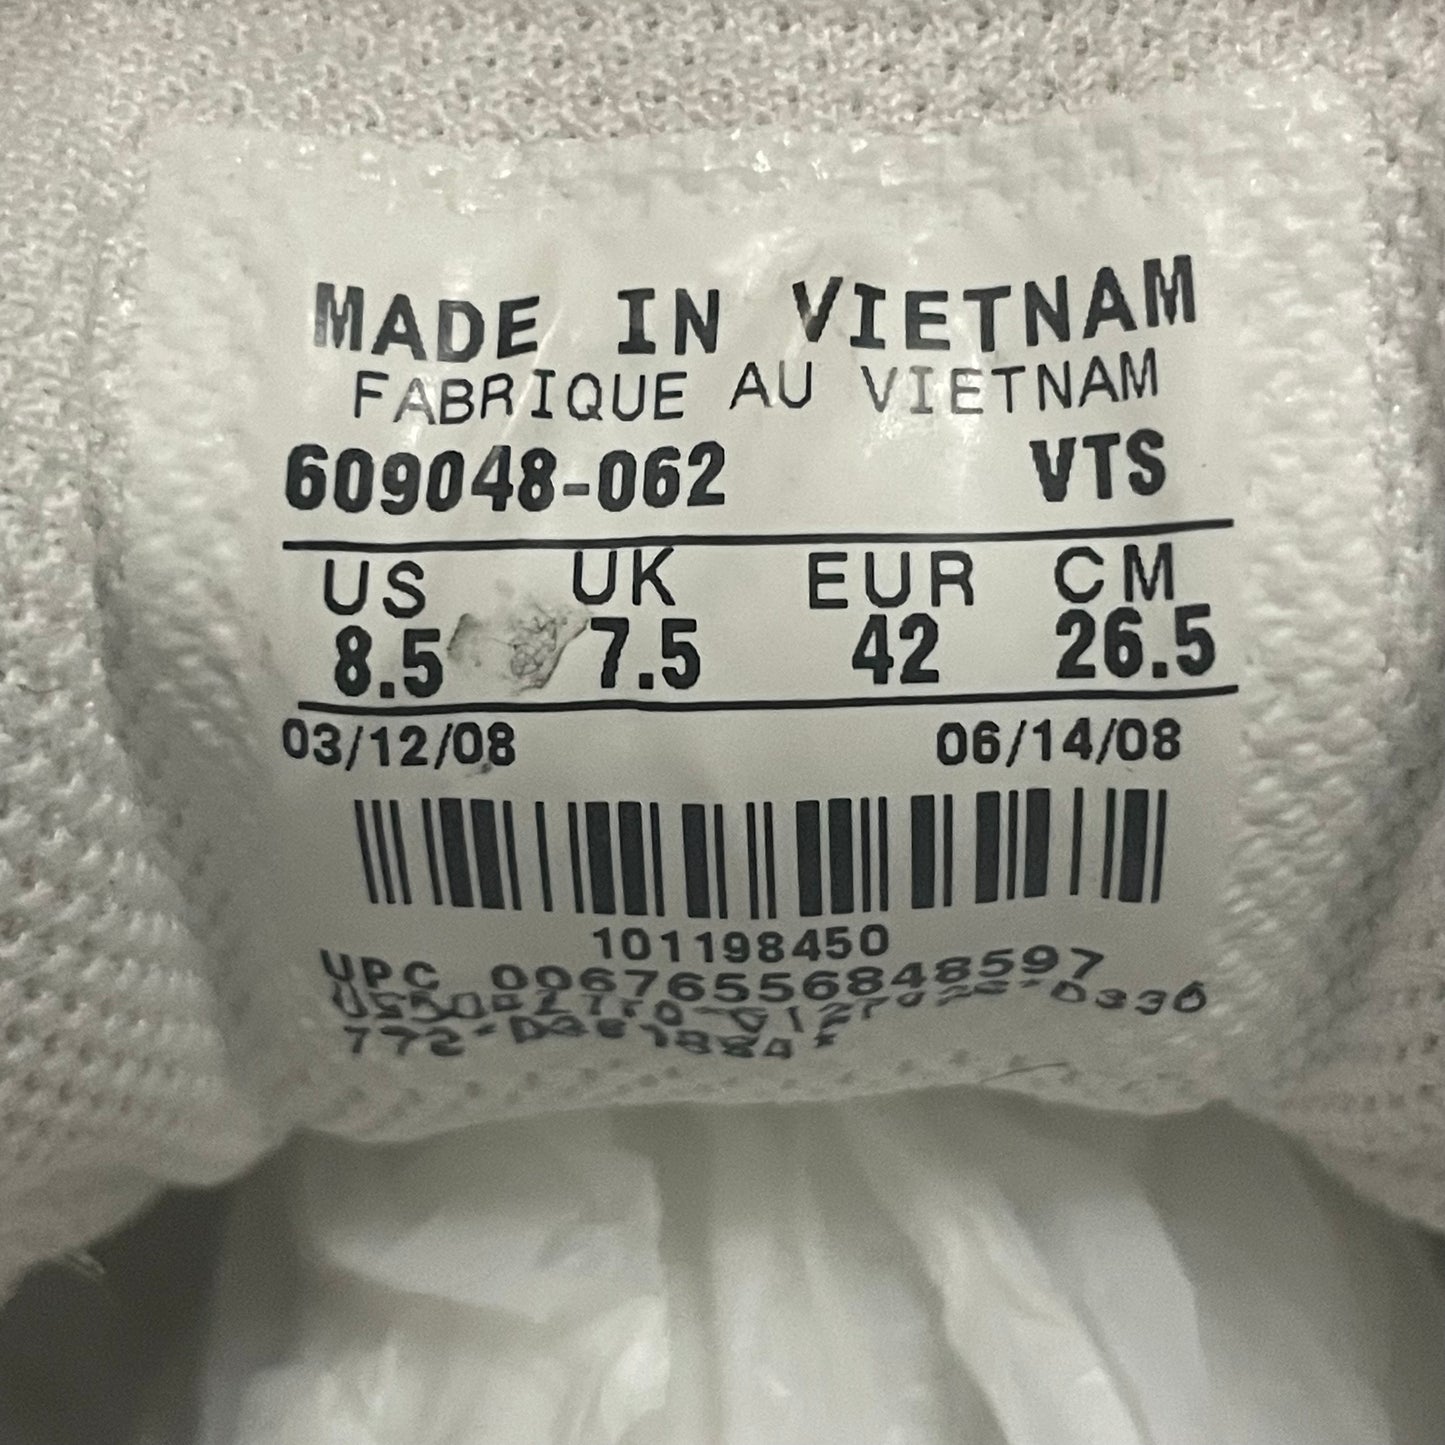 MADE IN VIETNAM
FABRIQUE AU VIETNAM
609048-062 VTS
US UK EUR CM
8.5 7.5 42 26.5
03/12/08 06/14/08
101198450
UPC 00676556848597